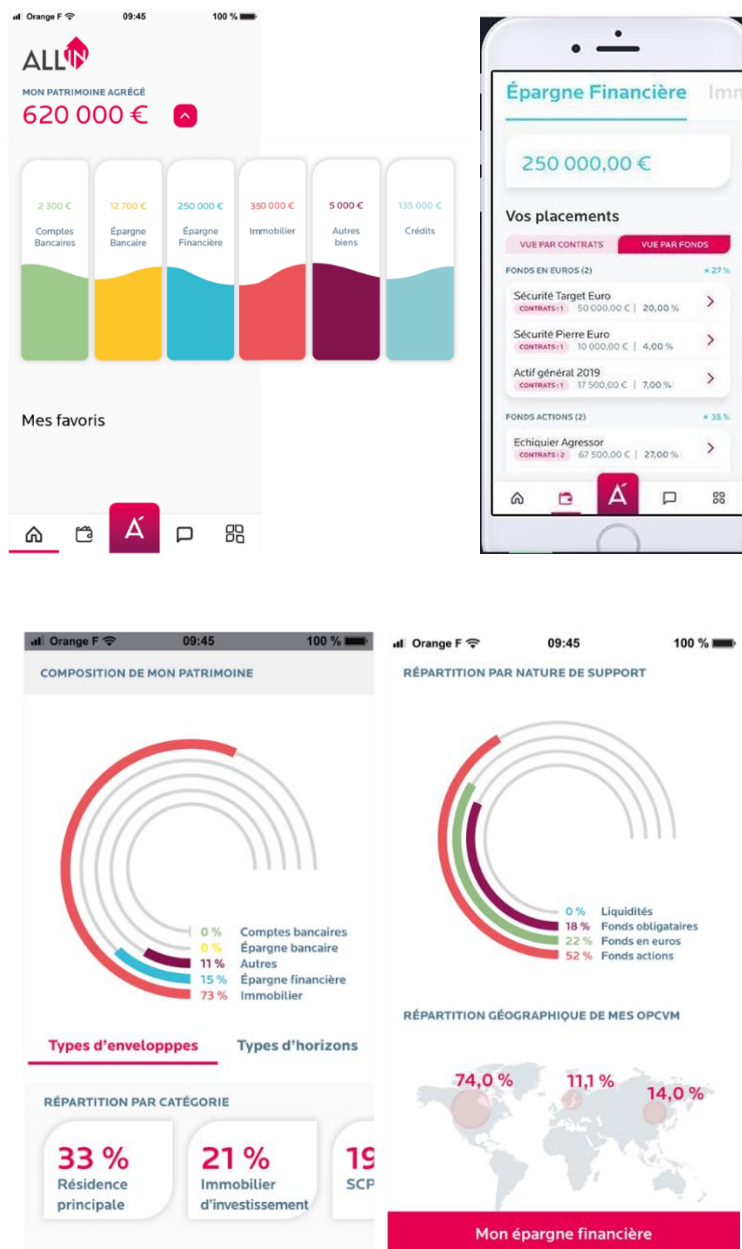 Orange F 09:45 100 %
ALL IN
MON PATRIMOINE AGRÉGÉ
620 000 €
2 300 € 12 700 € 250 000 € 350 000 € 5 000 € 135 000 €
Comptes Bancaires
Épargne Bancaire
Épargne Financière
Immobilier
Autres biens
Crédits
Mes favoris
Á
Épargne Financière Imm
250 000,00 €
Vos placements
VUE PAR CONTRATS VUE PAR FONDS
FONDS EN EUROS (2) 27 %
Sécurité Target Euro
CONTRATS : 1 50 000,00 € | 20,00 %
Sécurité Pierre Euro
CONTRATS : 1 10 000,00 € | 4,00 %
Actif général 2019
CONTRATS : 1 17 500,00 € | 7,00 %
FONDS ACTIONS (2) 35 %
Echiquier Agressor
CONTRATS : 2 67 500,00 € | 27,00 %
Á
Orange F 09:45 100 %
COMPOSITION DE MON PATRIMOINE
0 % Comptes bancaires
0 % Épargne bancaire
11 % Autres
15 % Épargne financière
73 % Immobilier
Types d'envelopppes Types d'horizons
RÉPARTITION PAR CATÉGORIE
33 % 21 % 19
Résidence principale
Immobilier d'investissement
SCP
Orange F 09:45 100 %
RÉPARTITION PAR NATURE DE SUPPORT
0 % Liquidités
18 % Fonds obligataires
22 % Fonds en euros
52 % Fonds actions
RÉPARTITION GÉOGRAPHIQUE DE MES OPCVM
74,0 % 11,1 % 14,0 %
Mon épargne financière